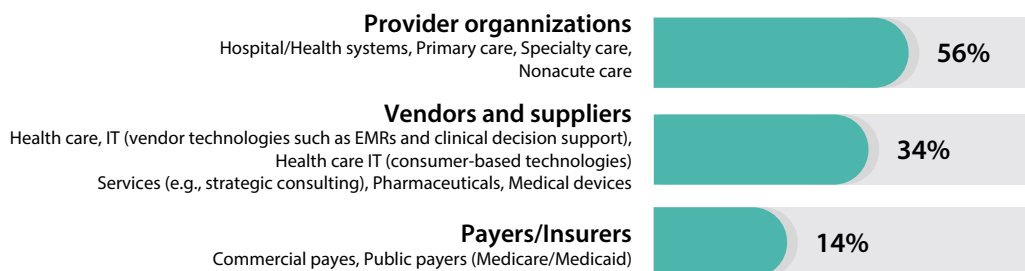 Provider organnizations
Hospital/Health systems, Primary care, Specialty care,
Nonacute care
56%
Vendors and suppliers
Health care, IT (vendor technologies such as EMRs and clinical decision support),
Health care IT (consumer-based technologies)
Services (e.g., strategic consulting), Pharmaceuticals, Medical devices
34%
Payers/Insurers
Commercial payes, Public payers (Medicare/Medicaid)
14%